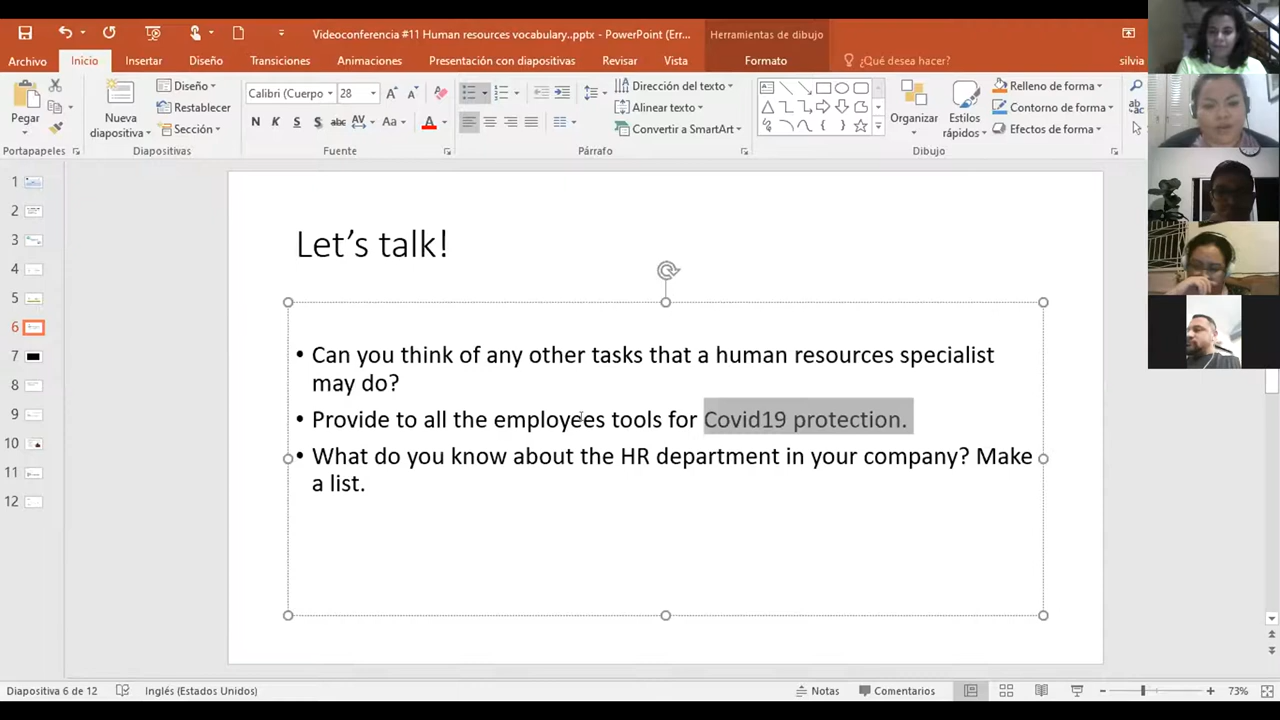 Videoconferencia #11 Human resources vocabulary..pptx - PowerPoint (Err...
Herramientas de dibujo
Archivo
Inicio
Insertar
Diseño
Transiciones
Animaciones
Presentación con diapositivas
Revisar
Vista
Formato
¿Qué desea hacer?
silvia
Pegar
Nueva
diapositiva
Diseño
Restablecer
Sección
Calibri (Cuerpo
28
N K S S abc AV Aa A
Dirección del texto
Alinear texto
Convertir a SmartArt
Organizar
Estilos
rápidos
Relleno de forma
Contorno de forma
Efectos de forma
Portapapeles
Diapositivas
Fuente
Párrafo
Dibujo
1
2
3
4
5
6
7
8
9
10
11
12
Let’s talk!
• Can you think of any other tasks that a human resources specialist
may do?
• Provide to all the employees tools for Covid19 protection.
• What do you know about the HR department in your company? Make
a list.
Diapositiva 6 de 12
Inglés (Estados Unidos)
Notas
Comentarios
73%